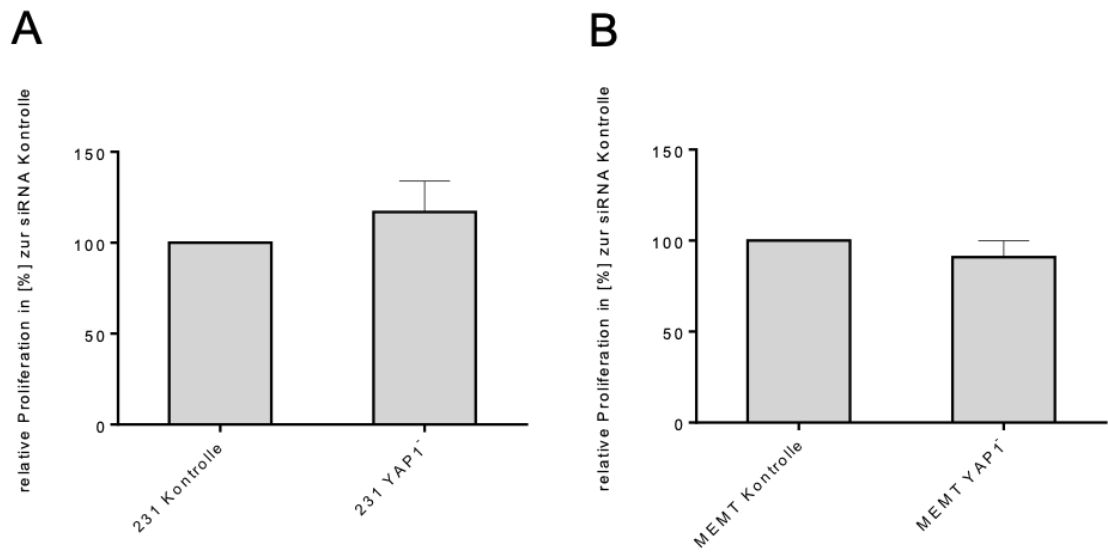 A
relative Proliferation in [%] zur siRNA Kontrolle
150
100
50
0
231 Kontrolle
231 YAP1⁻
B
relative Proliferation in [%] zur siRNA Kontrolle
150
100
50
0
MEMT Kontrolle
MEMT YAP1⁻